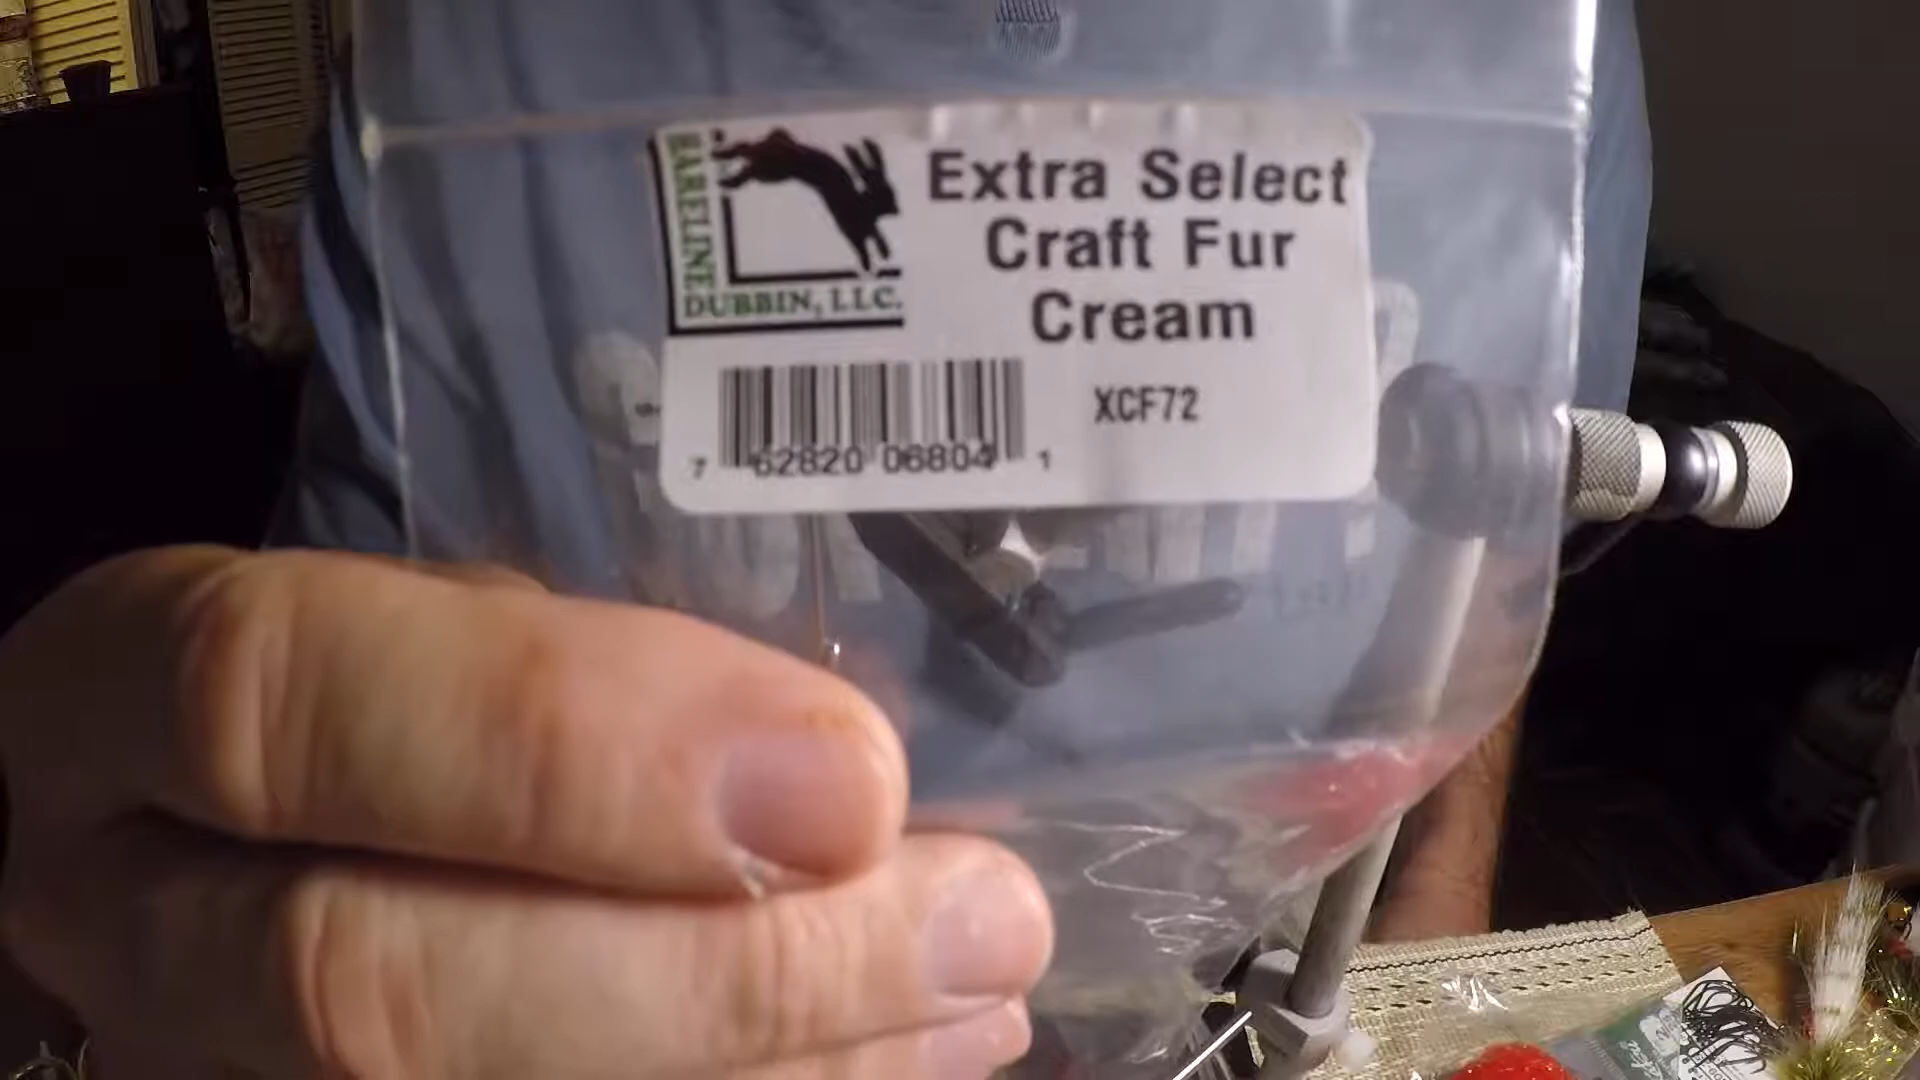 HARELINE
DUBBIN, LLC.
Extra Select
Craft Fur
Cream
XCF72
7 62820 06804 1